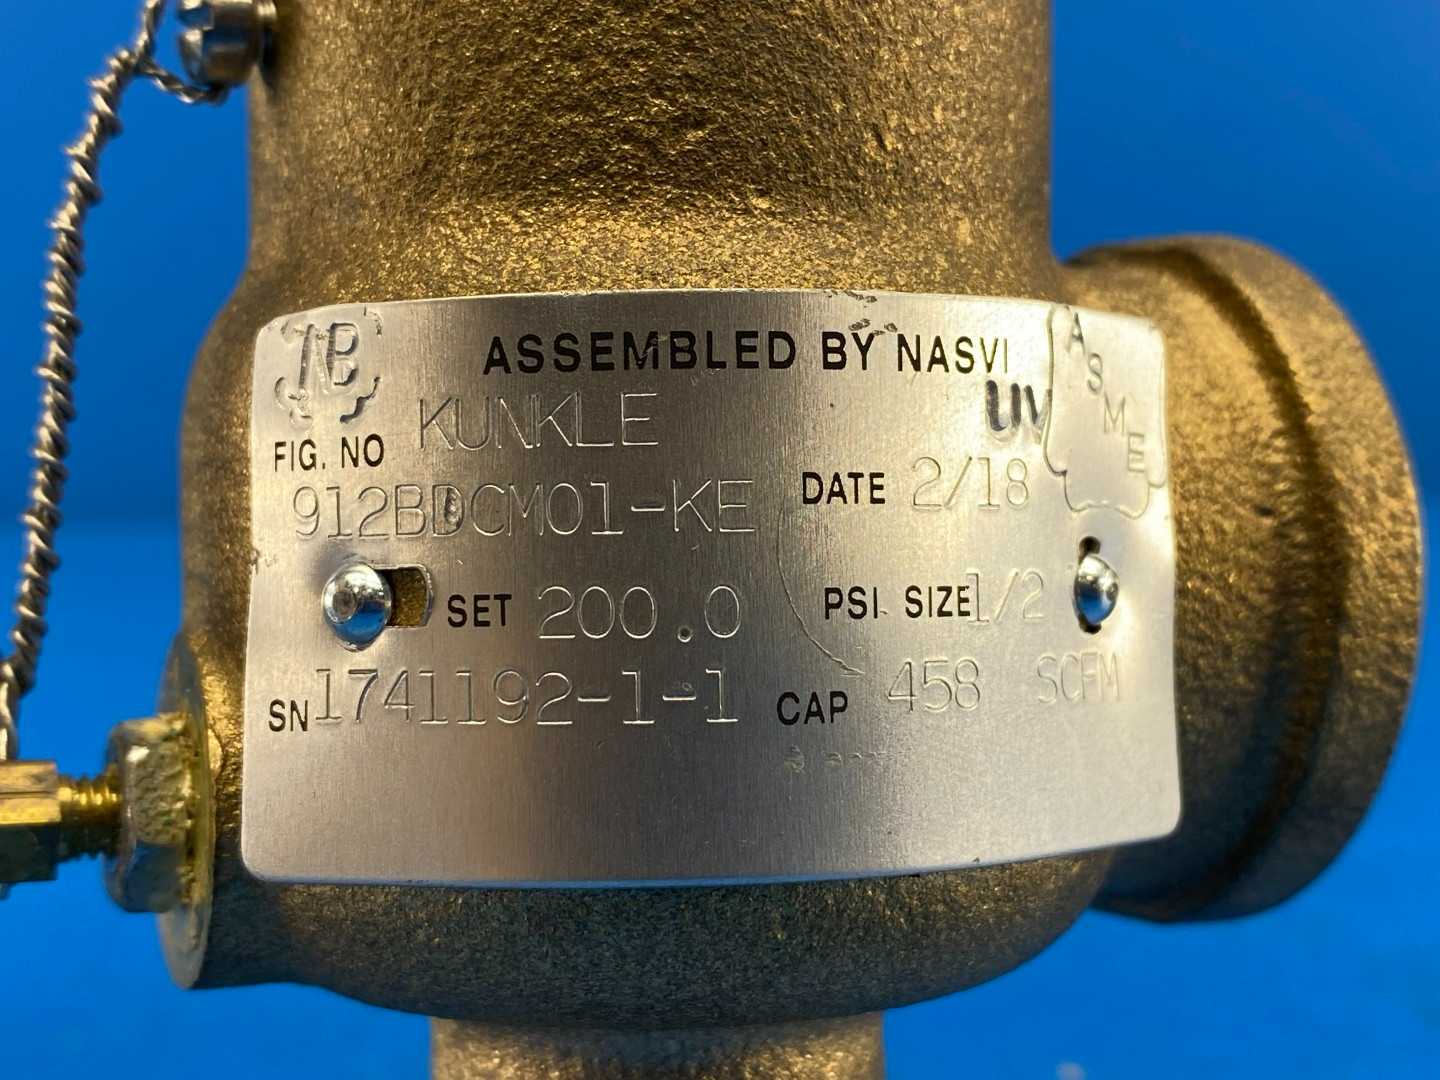 NB
ASSEMBLED BY NASVI
UV
ASME
FIG. NO KUNKLE
912BDCM01-KE
DATE 2/18
SET 200.0 PSI SIZE 1/2
SN 1741192-1-1 CAP 458 SCFM